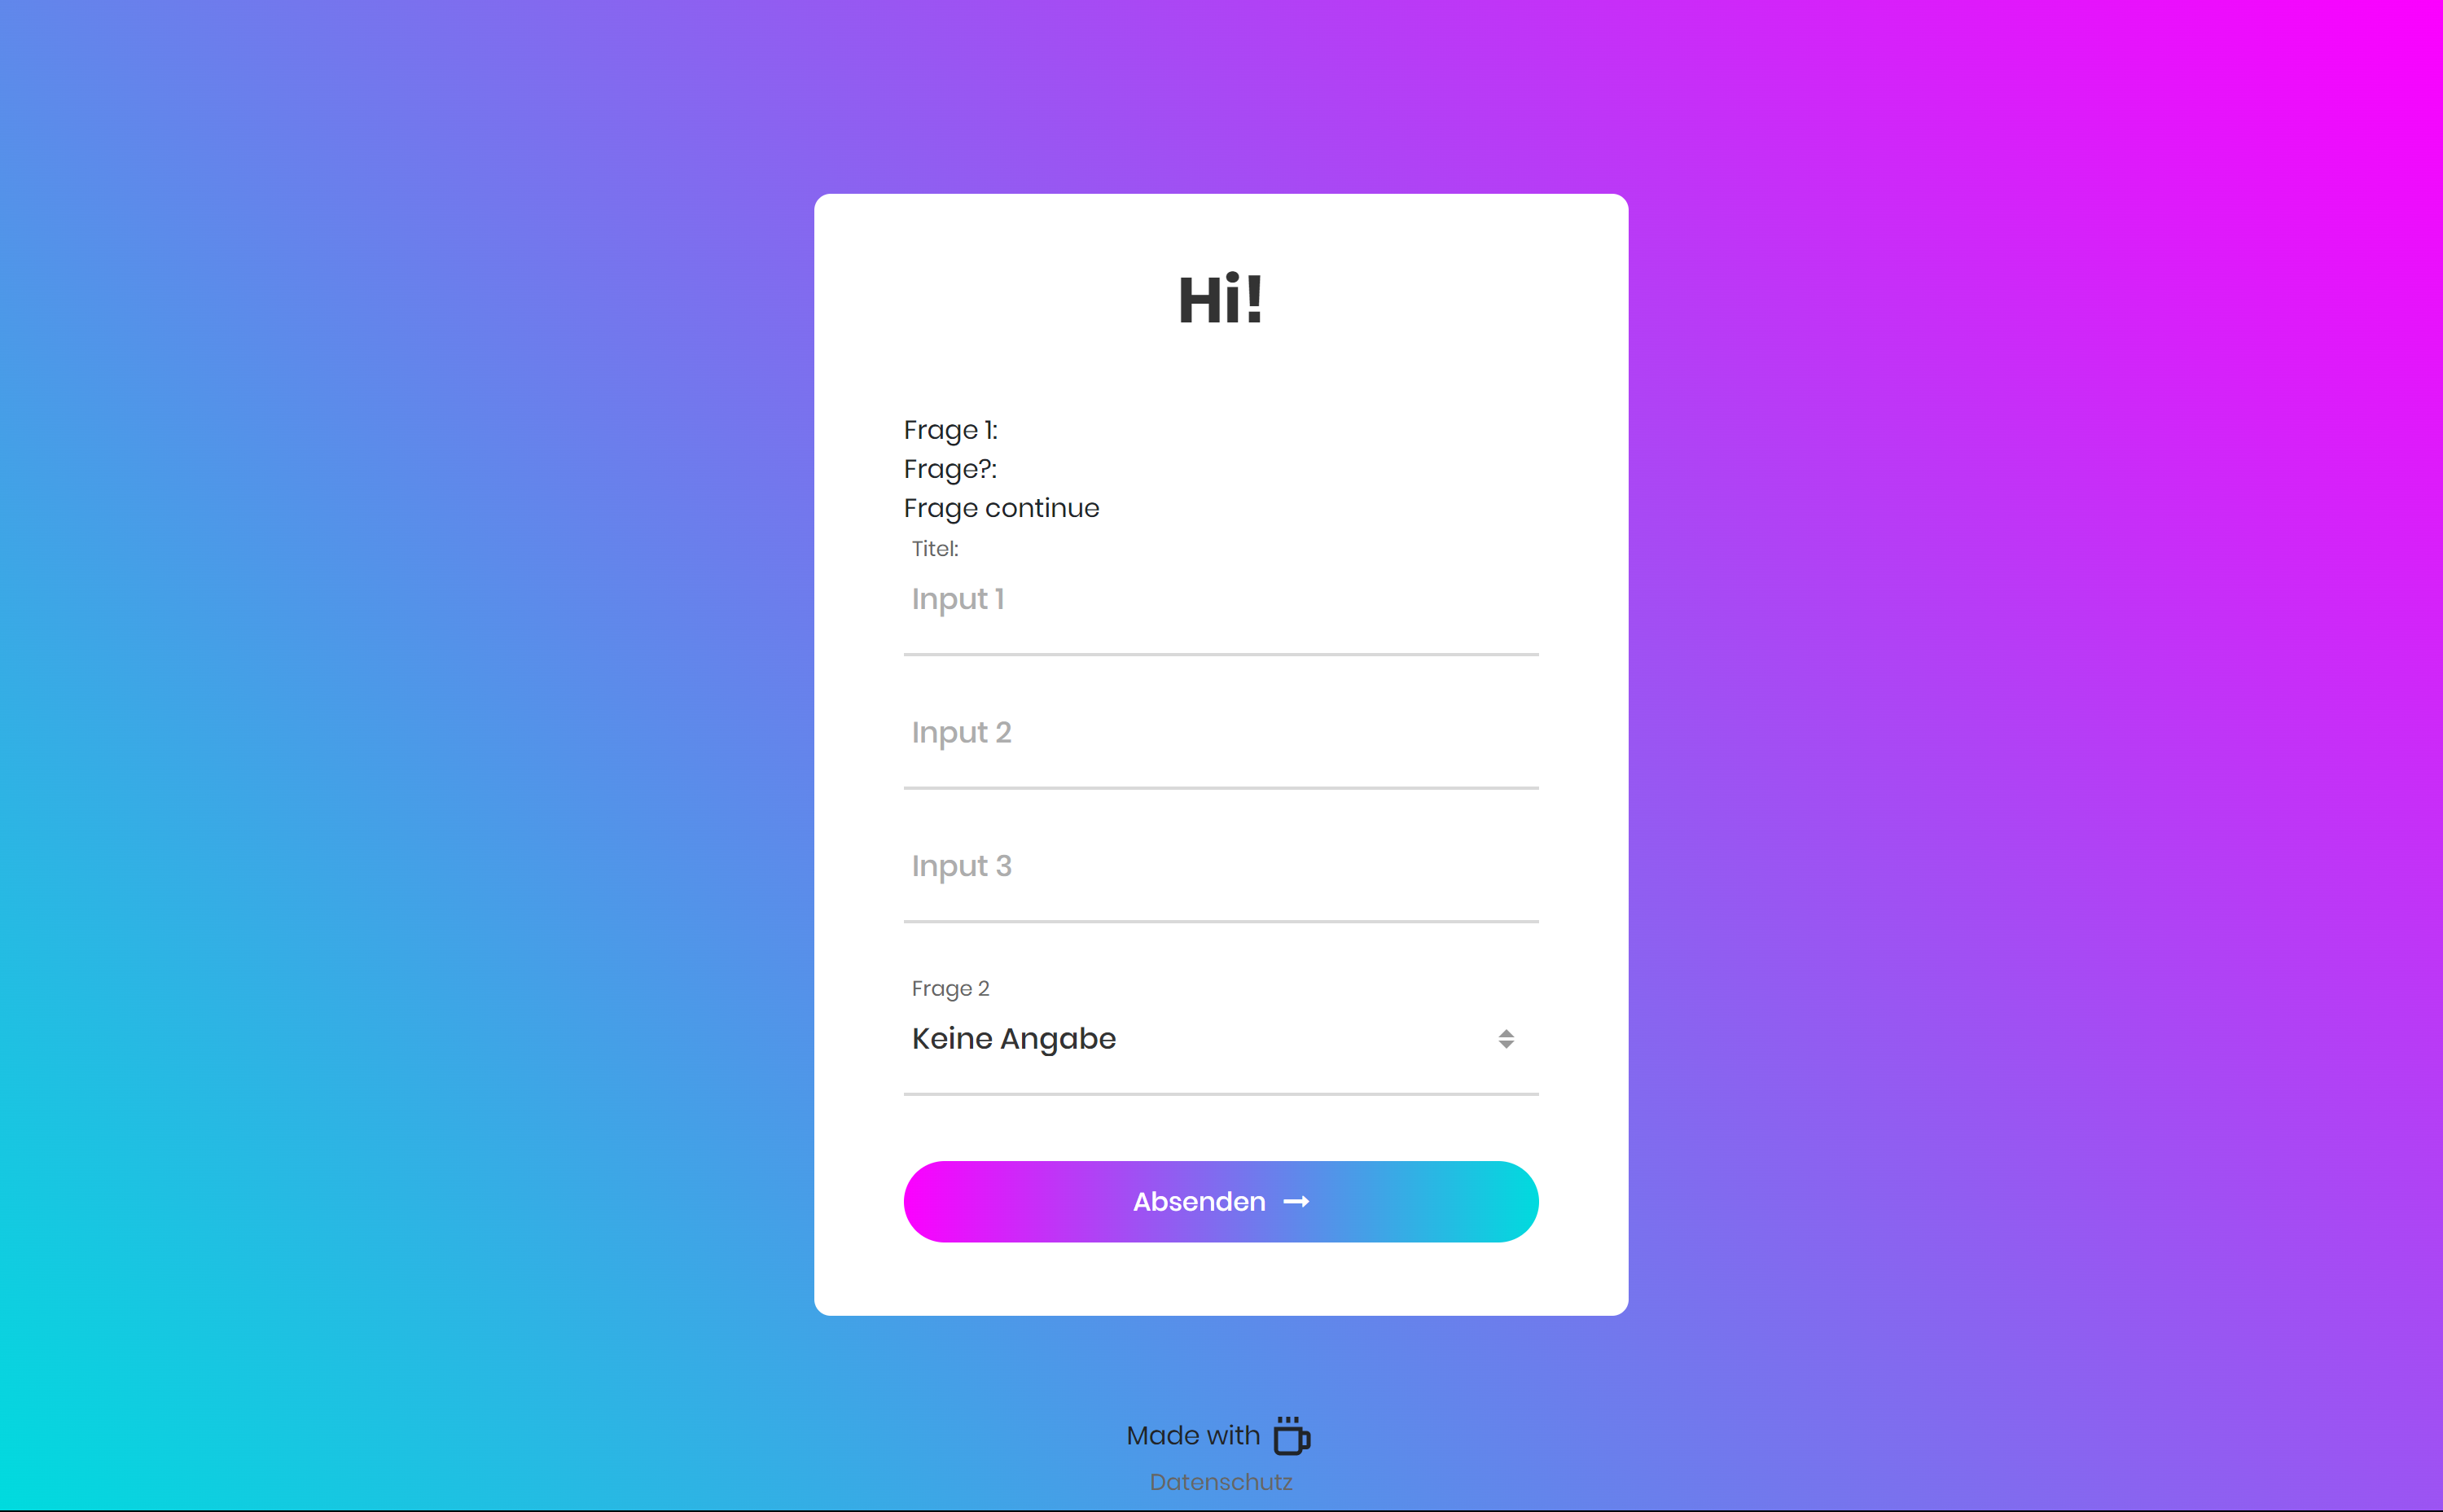 Hi!
Frage 1:
Frage?:
Frage continue
Titel:
Input 1
Input 2
Input 3
Frage 2
Keine Angabe
Absenden
Made with
Datenschutz